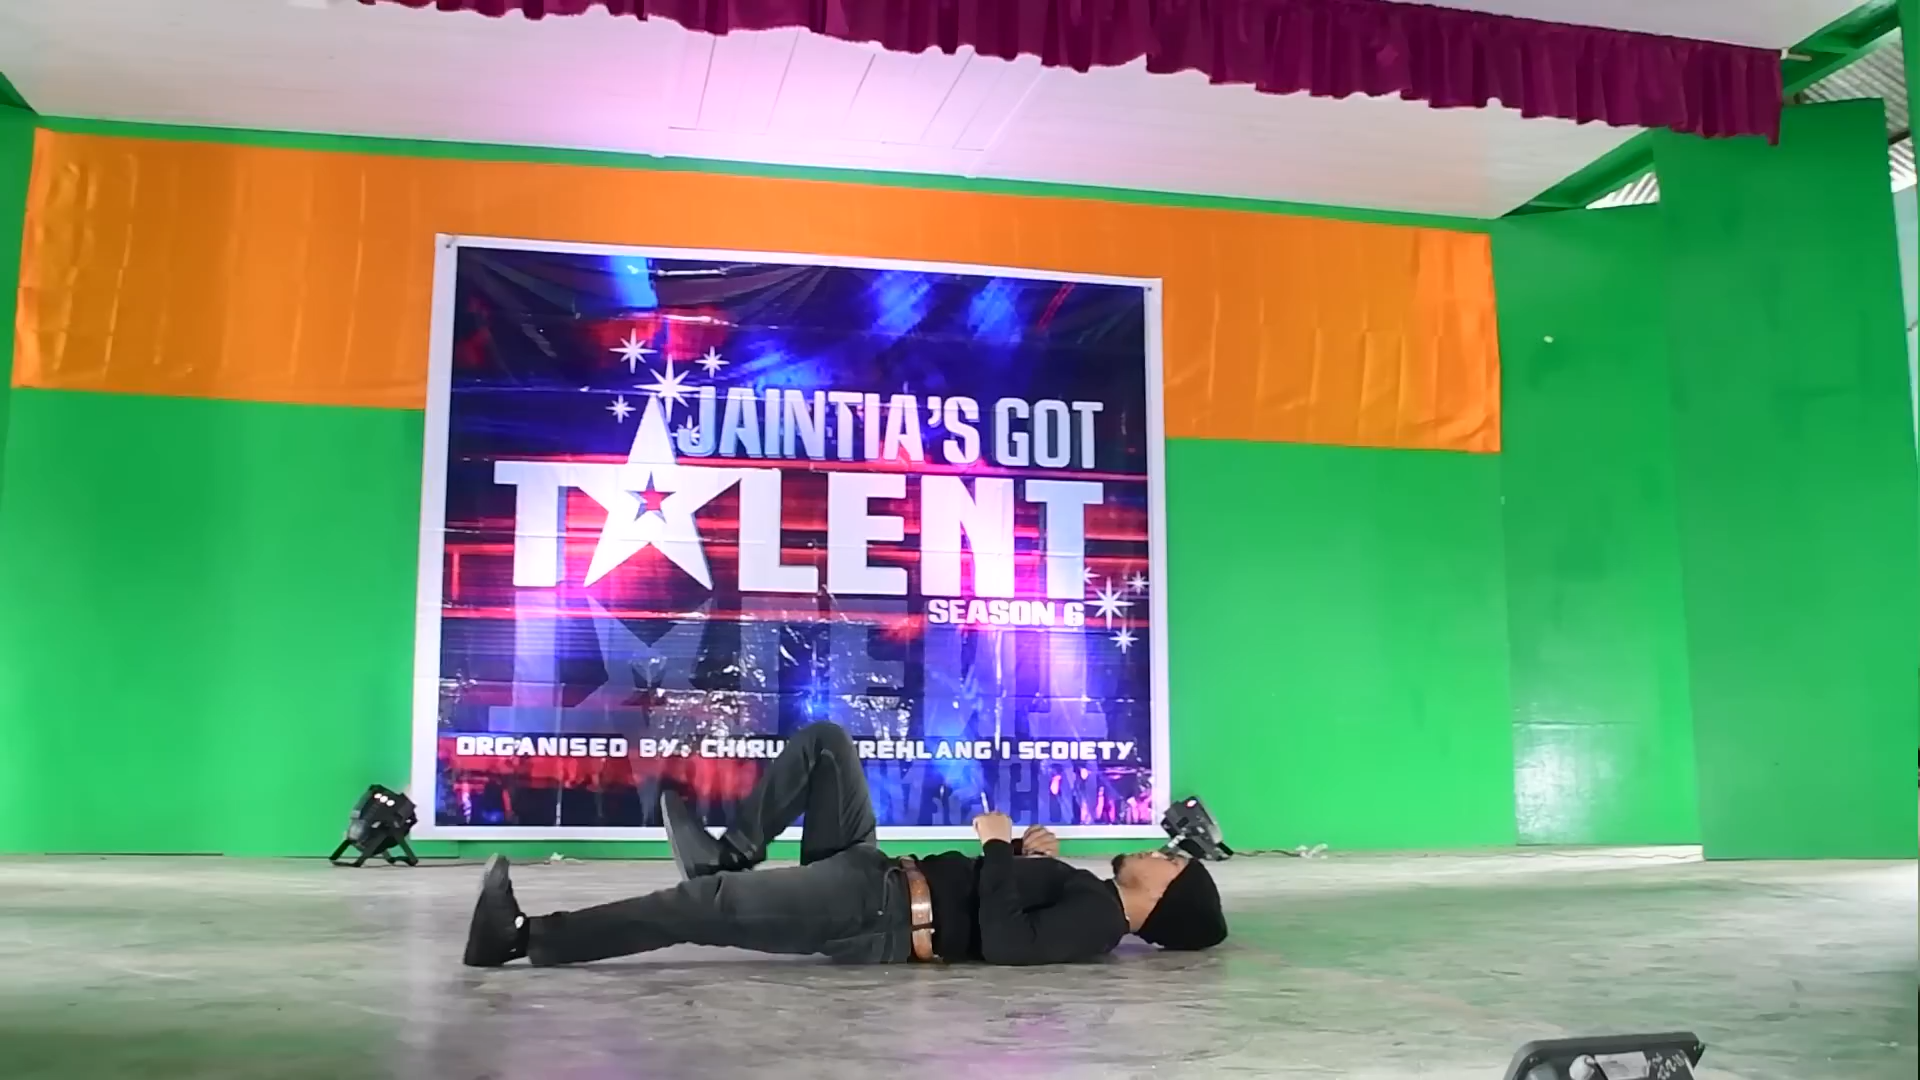 JAINTIA'S GOT
TALENT
SEASON 6
ORGANISED BY: I SCOIETY